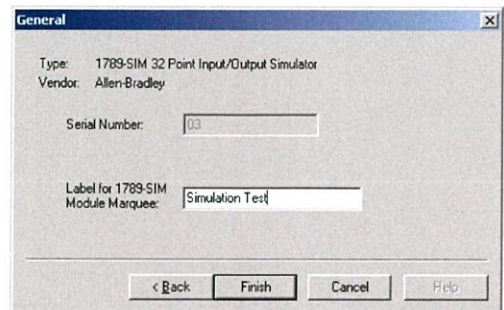 General
Type: 1789-SIM 32 Point Input/Output Simulator
Vendor: Allen-Bradley
Serial Number: 03
Label for 1789-SIM
Module Marquee: Simulation Test
< Back Finish Cancel Help